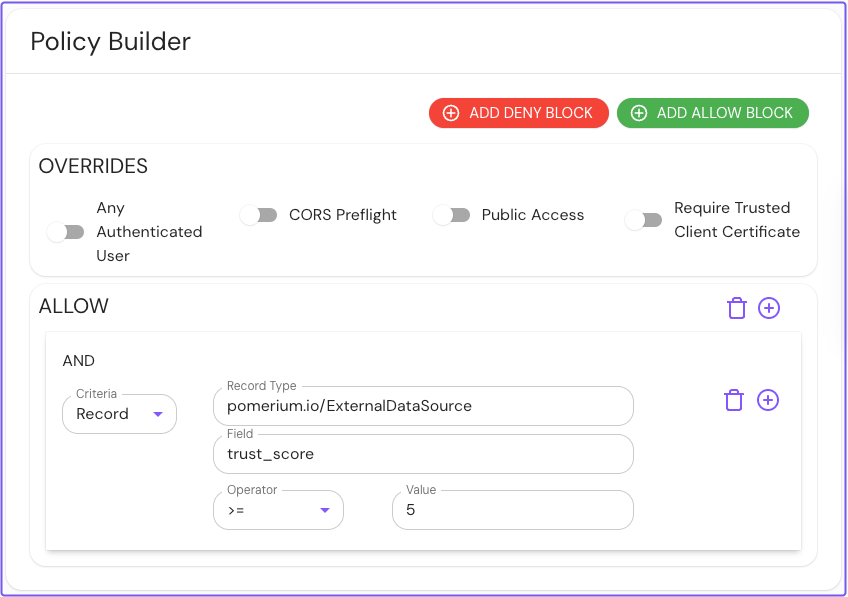 Policy Builder
ADD DENY BLOCK
ADD ALLOW BLOCK
OVERRIDES
Any
Authenticated
User
CORS Preflight
Public Access
Require Trusted
Client Certificate
ALLOW
AND
Criteria
Record
Record Type
pomerium.io/ExternalDataSource
Field
trust_score
Operator
>=
Value
5